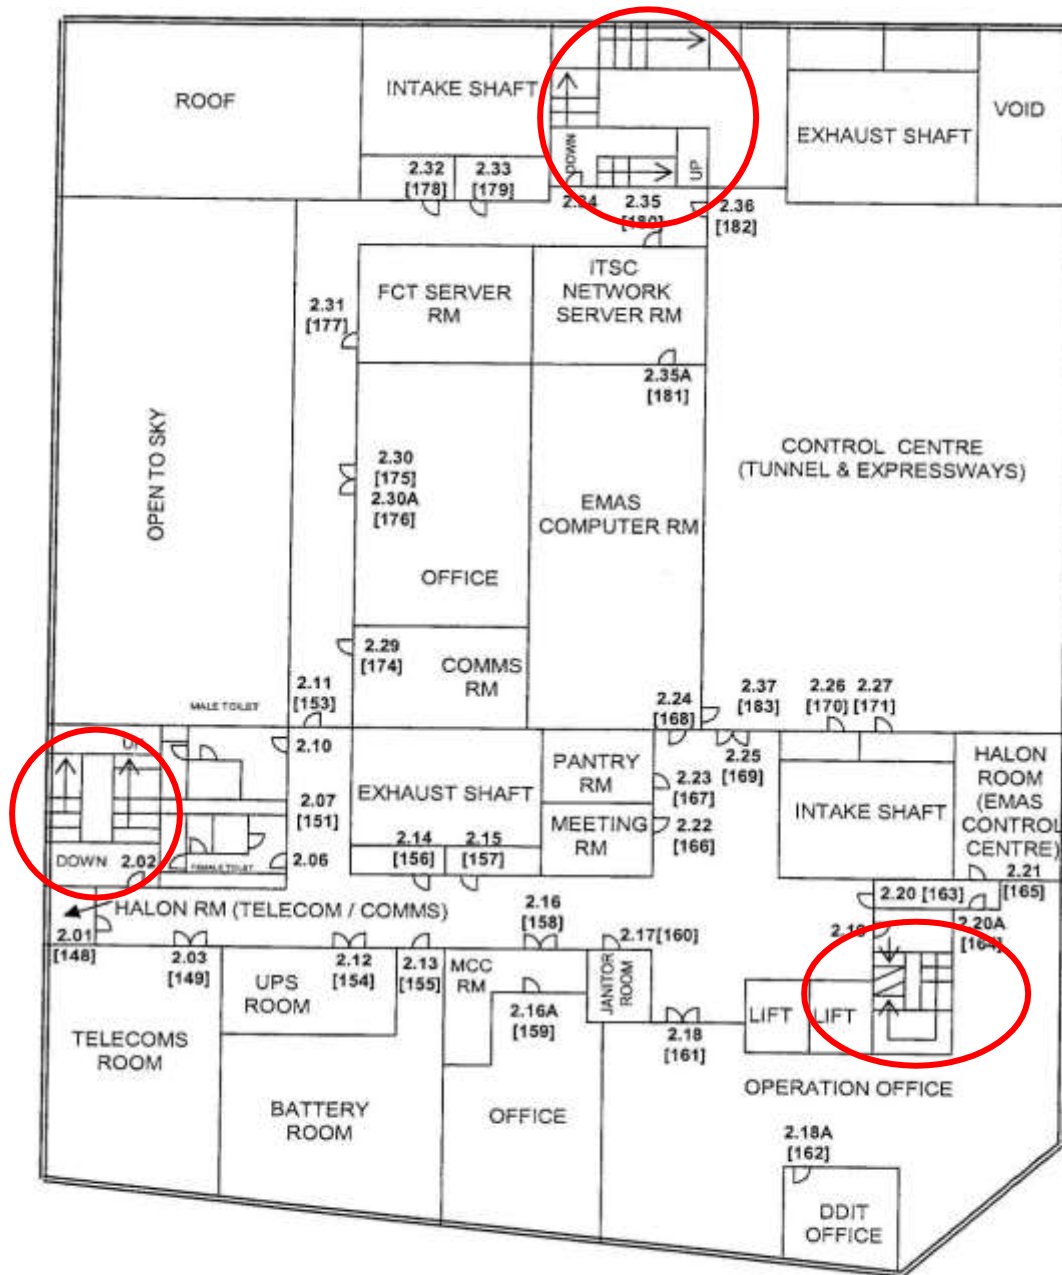 ROOF
INTAKE SHAFT
EXHAUST SHAFT
VOID
DOWN
UP
2.32
[178]
2.33
[179]
2.35
[180]
2.36
[182]
FCT SERVER
RM
ITSC
NETWORK
SERVER RM
2.31
[177]
2.35A
[181]
OPEN TO SKY
2.30
[175]
2.30A
[176]
OFFICE
EMAS
COMPUTER RM
CONTROL CENTRE
(TUNNEL & EXPRESSWAYS)
2.29
[174]
COMMS
RM
2.11
[153]
MALE TOILET
2.24
[168]
2.37
[183]
2.26
[170]
2.27
[171]
UP
2.10
PANTRY
RM
2.25
[169]
HALON
ROOM
(EMAS
CONTROL
CENTRE)
2.07
[151]
EXHAUST SHAFT
2.23
[167]
INTAKE SHAFT
MEETING
RM
2.22
[166]
2.14
[156]
2.15
[157]
DOWN
2.02
FEMALE TOILET
2.06
2.21
[165]
2.20 [163]
HALON RM (TELECOM / COMMS)
2.16
[158]
2.20A
[164]
2.01
[148]
2.03
[149]
2.12
[154]
2.13
[155]
MCC
RM
2.17[160]
2.19
UPS
ROOM
2.16A
[159]
JANITOR
ROOM
2.18
[161]
LIFT
LIFT
TELECOMS
ROOM
BATTERY
ROOM
OFFICE
OPERATION OFFICE
2.18A
[162]
DDIT
OFFICE